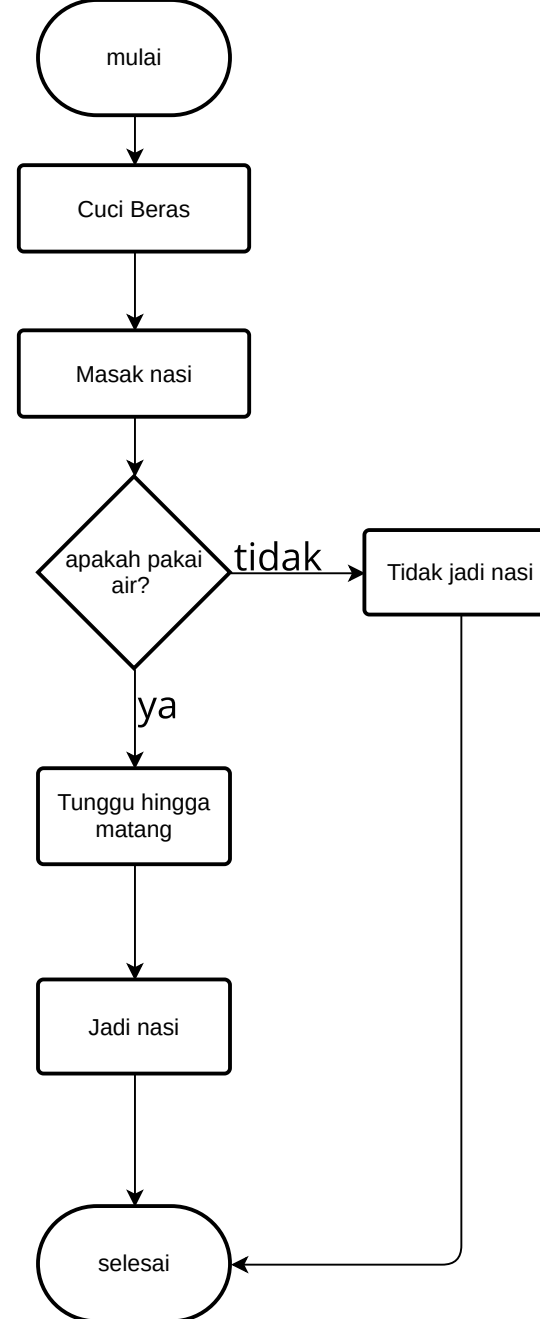 mulai
Cuci Beras
Masak nasi
apakah pakai
air?
tidak
Tidak jadi nasi
ya
Tunggu hingga
matang
Jadi nasi
selesai